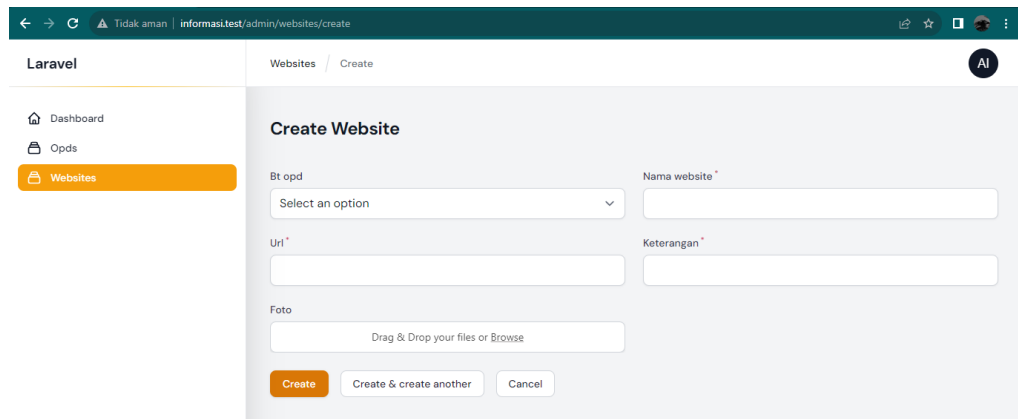 Tidak aman | informasi.test/admin/websites/create
Laravel
Websites / Create
AI
Dashboard
Opds
Websites
Create Website
Bt opd
Nama website*
Select an option
Url*
Keterangan*
Foto
Drag & Drop your files or Browse
Create
Create & create another
Cancel